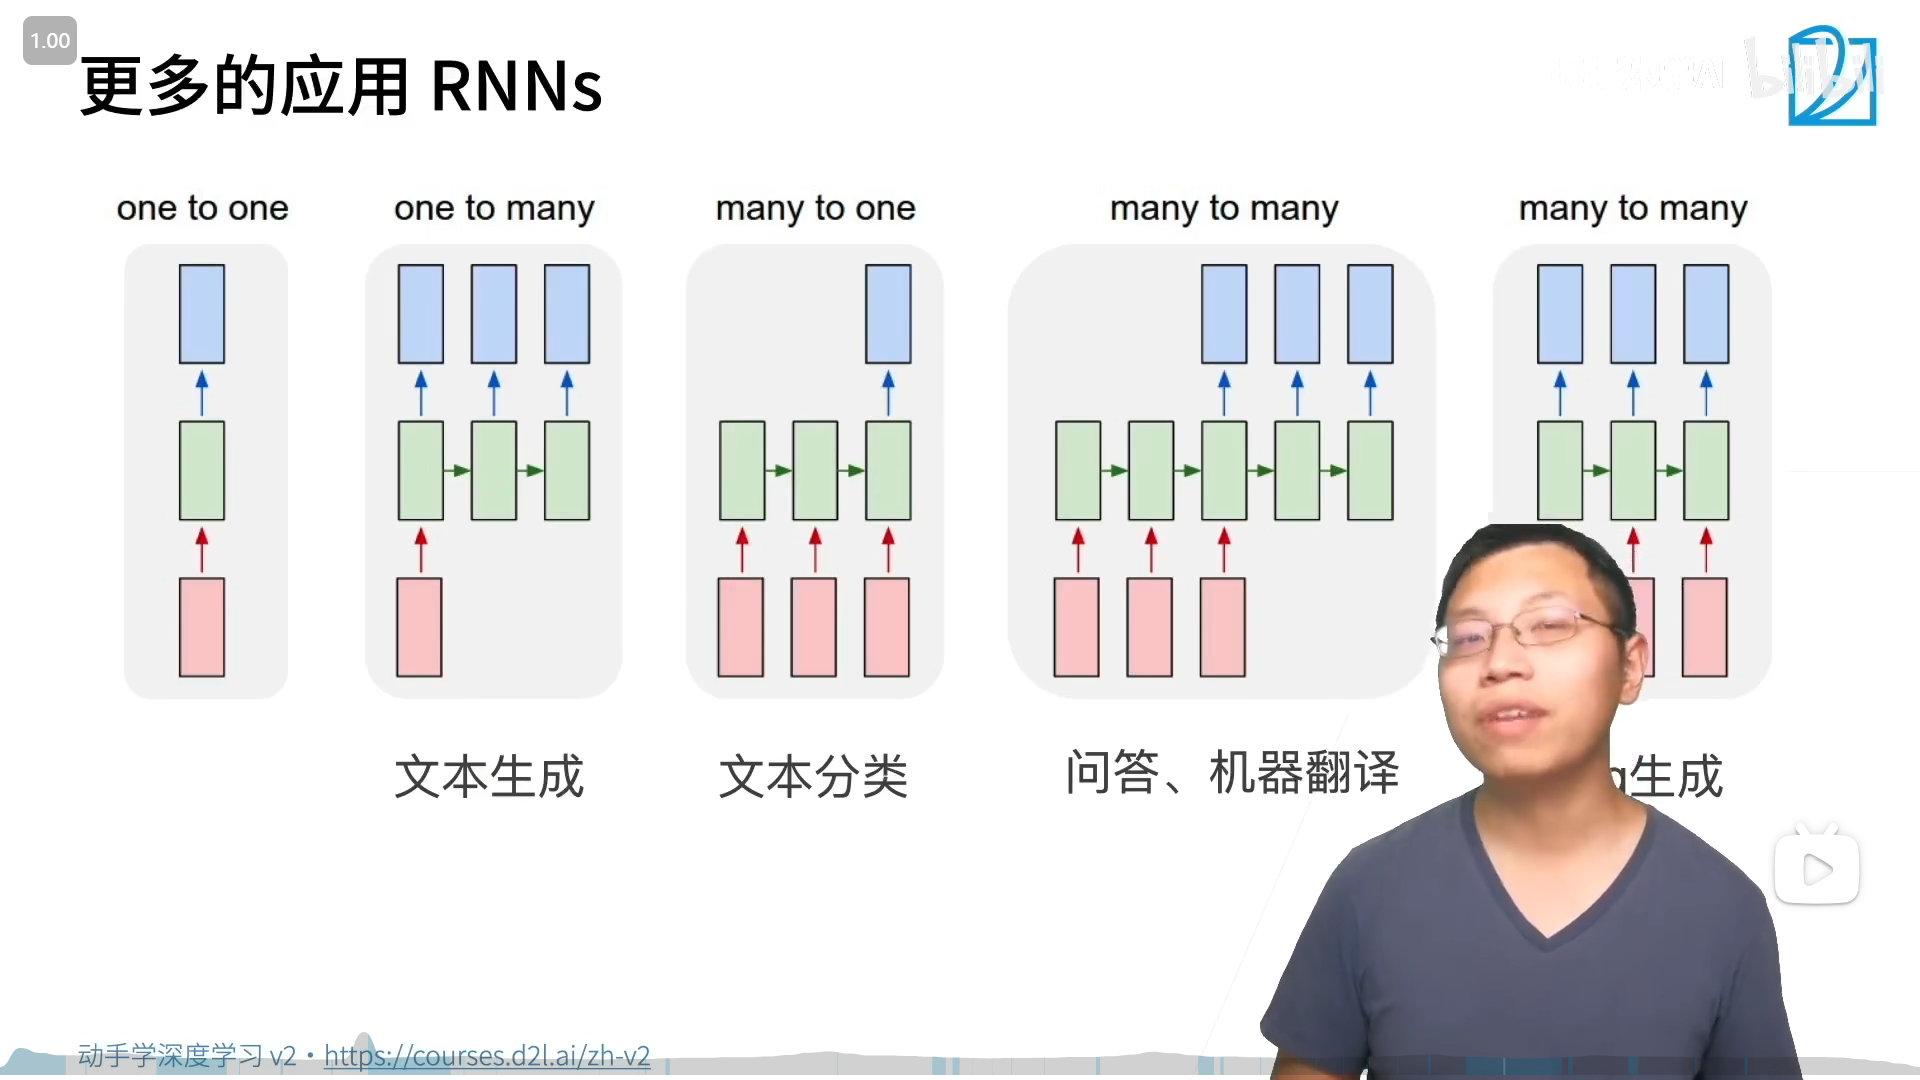 1.00
更多的应用 RNNs
bilibili
one to one
one to many
many to one
many to many
many to many
文本生成
文本分类
问答、机器翻译
生成
动手学深度学习 v2 • https://courses.d2l.ai/zh-v2